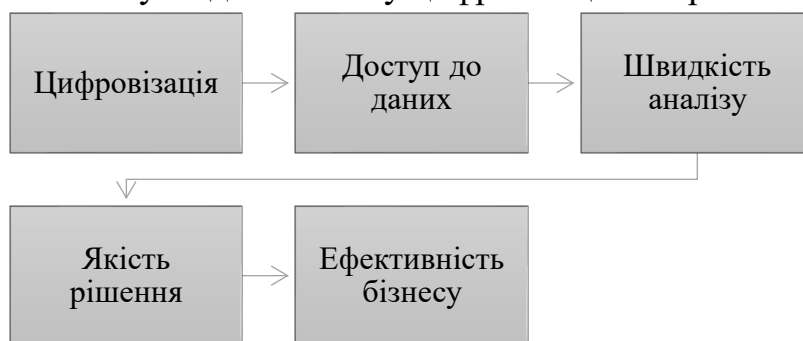 Цифровізація
Доступ до
даних
Швидкість
аналізу
Якість
рішення
Ефективність
бізнесу